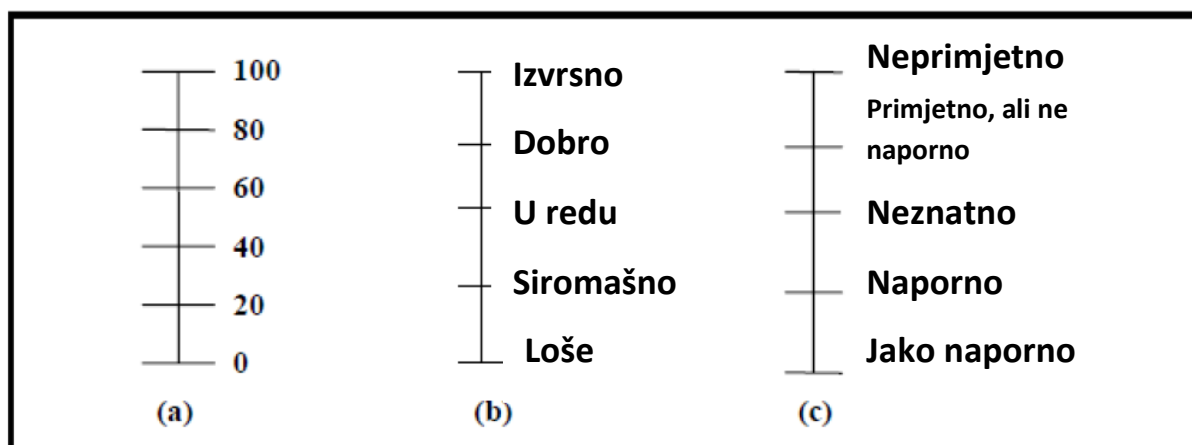 100
80
60
40
20
0
(a)
Izvrsno
Dobro
U redu
Siromašno
Loše
(b)
Neprimjetno
Primjetno, ali ne
naporno
Neznatno
Naporno
Jako naporno
(c)